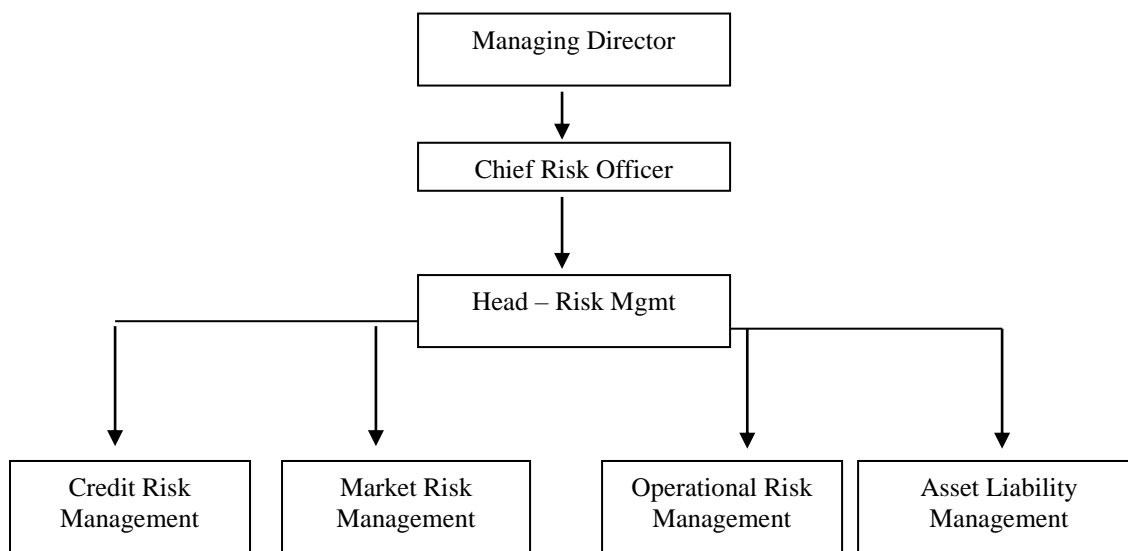 Managing Director
Chief Risk Officer
Head – Risk Mgmt
Credit Risk
Management
Market Risk
Management
Operational Risk
Management
Asset Liability
Management